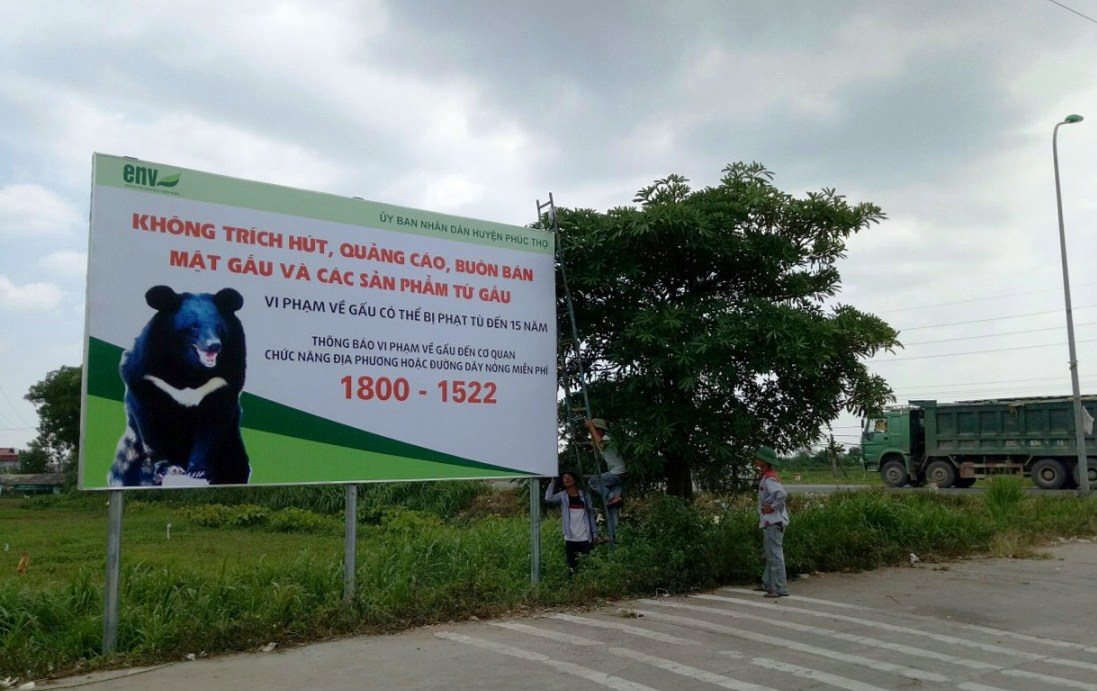 env
ỦY BAN NHÂN DÂN HUYỆN PHÚC THỌ
KHÔNG TRÍCH HÚT, QUẢNG CÁO, BUÔN BÁN
MẬT GẤU VÀ CÁC SẢN PHẨM TỪ GẤU
VI PHẠM VỀ GẤU CÓ THỂ BỊ PHẠT TÙ ĐẾN 15 NĂM
THÔNG BÁO VI PHẠM VỀ GẤU ĐẾN CƠ QUAN
CHỨC NĂNG ĐỊA PHƯƠNG HOẶC ĐƯỜNG DÂY NÓNG MIỄN PHÍ
1800 - 1522